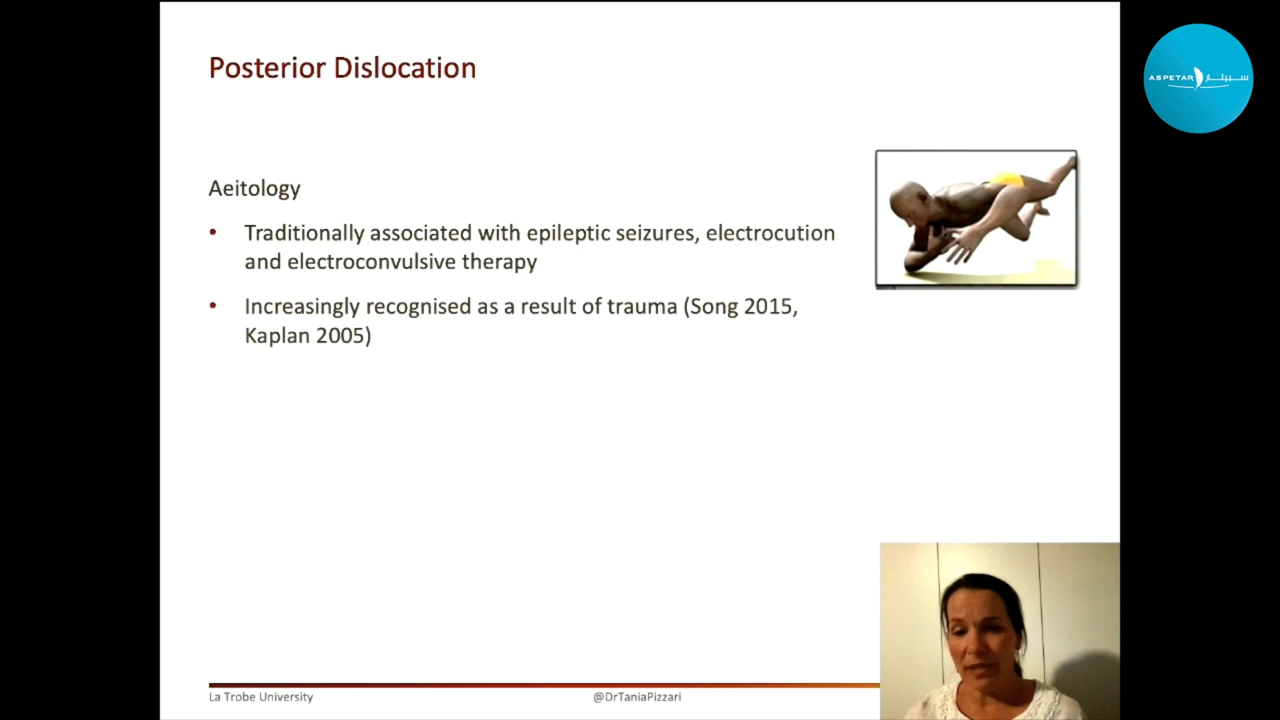 Posterior Dislocation
ASPETAR سبيتار
Aeitology
• Traditionally associated with epileptic seizures, electrocution
and electroconvulsive therapy
• Increasingly recognised as a result of trauma (Song 2015,
Kaplan 2005)
La Trobe University
@DrTaniaPizzari